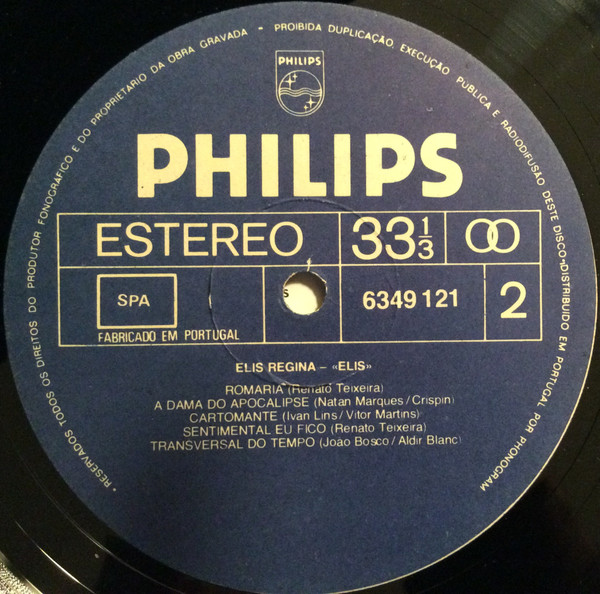 • RESERVADOS TODOS OS DIREITOS DO PRODUTOR FONOGRÁFICO E DO PROPRIETÁRIO DA OBRA GRAVADA - PROIBIDA DUPLICAÇÃO, EXECUÇÃO PÚBLICA E RADIODIFUSÃO DESTE DISCO-DISTRIBUÍDO EM PORTUGAL POR PHONOGRAM
PHILIPS
PHILIPS
ESTEREO 33 1/3
SPA S 6349 121 2
FABRICADO EM PORTUGAL
ELIS REGINA – «ELIS»
ROMARIA (Renato Teixeira)
A DAMA DO APOCALIPSE (Natan Marques / Crispin)
CARTOMANTE (Ivan Lins / Vitor Martins)
SENTIMENTAL EU FICO (Renato Teixeira)
TRANSVERSAL DO TEMPO (João Bosco / Aldir Blanc)